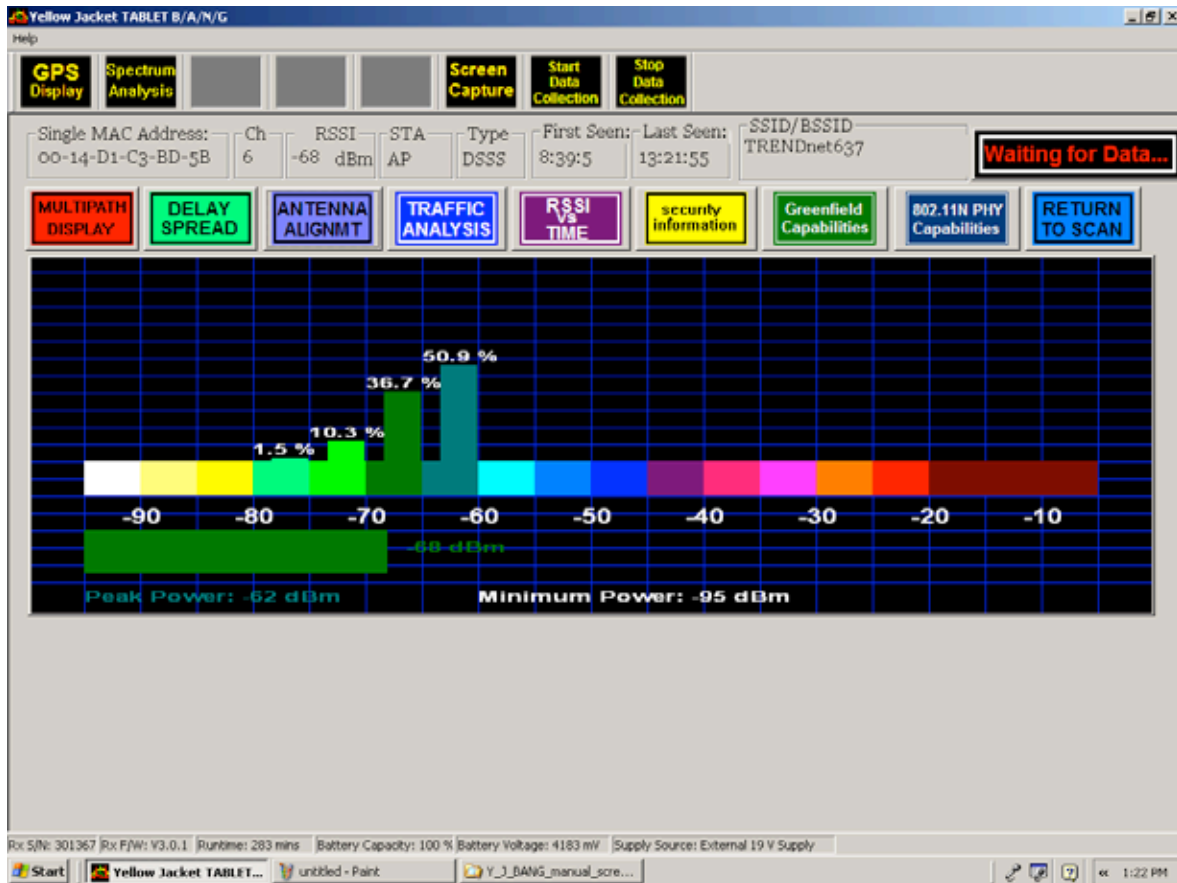 Yellow Jacket TABLET B/A/N/G
Help
GPS Display
Spectrum Analysis
Screen Capture
Start Data Collection
Stop Data Collection
Single MAC Address:
00-14-D1-C3-BD-5B
Ch
6
RSSI
-68 dBm
STA
AP
Type
DSSS
First Seen:
8:39:5
Last Seen:
13:21:55
SSID/BSSID
TRENDnet637
Waiting for Data...
MULTIPATH DISPLAY
DELAY SPREAD
ANTENNA ALIGNMT
TRAFFIC ANALYSIS
RSSI Vs TIME
security information
Greenfield Capabilities
802.11N PHY Capabilities
RETURN TO SCAN
50.9 %
36.7 %
10.3 %
1.5 %
-90 -80 -70 -60 -50 -40 -30 -20 -10
-68 dBm
Peak Power: -62 dBm Minimum Power: -95 dBm
Rx S/N: 301367 Rx F/W: V3.0.1 Runtime: 283 mins Battery Capacity: 100 % Battery Voltage: 4183 mV Supply Source: External 19 V Supply
Start Yellow Jacket TABLET... untitled - Paint Y_J_BANG_manual_scre... « 1:22 PM